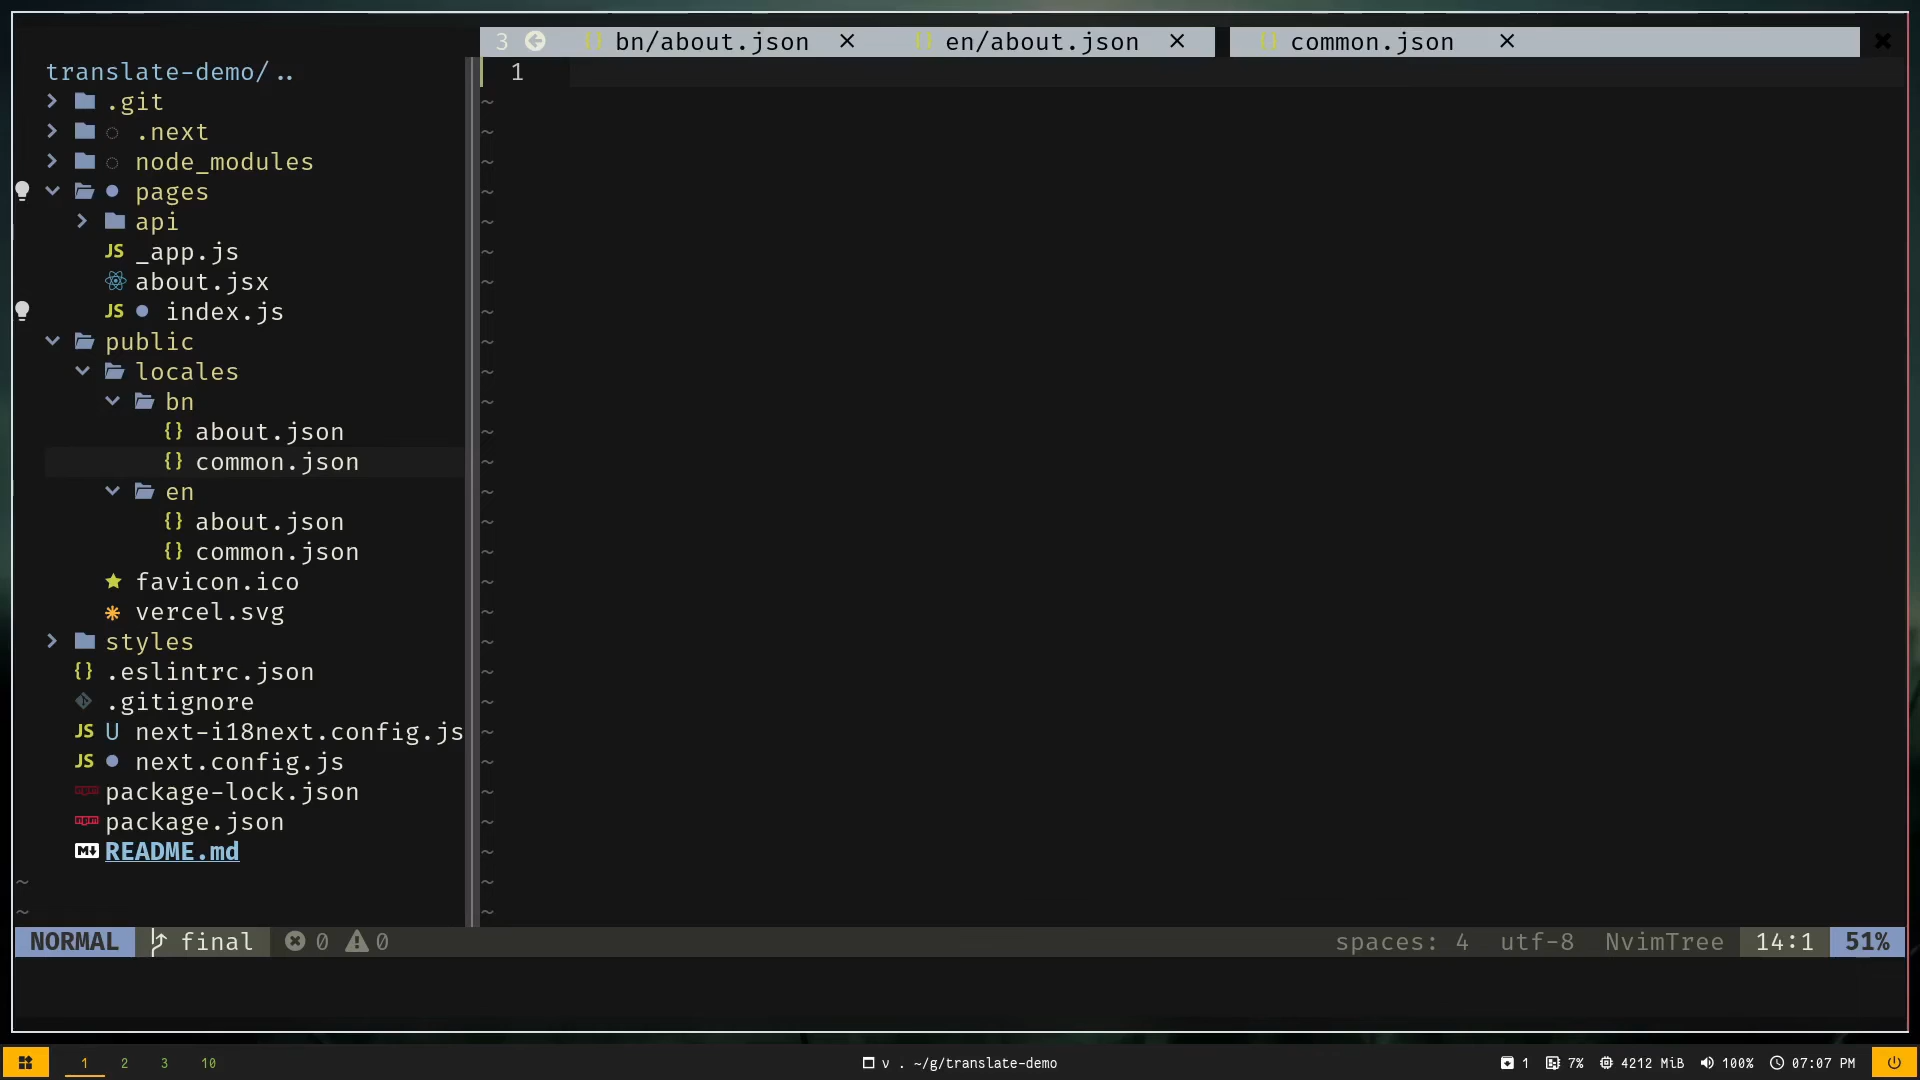 3 bn/about.json × en/about.json × common.json ×
translate-demo/..
1
.git
.next
node_modules
pages
api
JS _app.js
about.jsx
JS index.js
public
locales
bn
{} about.json
{} common.json
en
{} about.json
{} common.json
favicon.ico
vercel.svg
styles
{} .eslintrc.json
.gitignore
JS U next-i18next.config.js
JS next.config.js
package-lock.json
package.json
M↓ README.md
NORMAL final 0 0 spaces: 4 utf-8 NvimTree 14:1 51%
1 2 3 10 v . ~/g/translate-demo 1 7% 4212 MiB 100% 07:07 PM